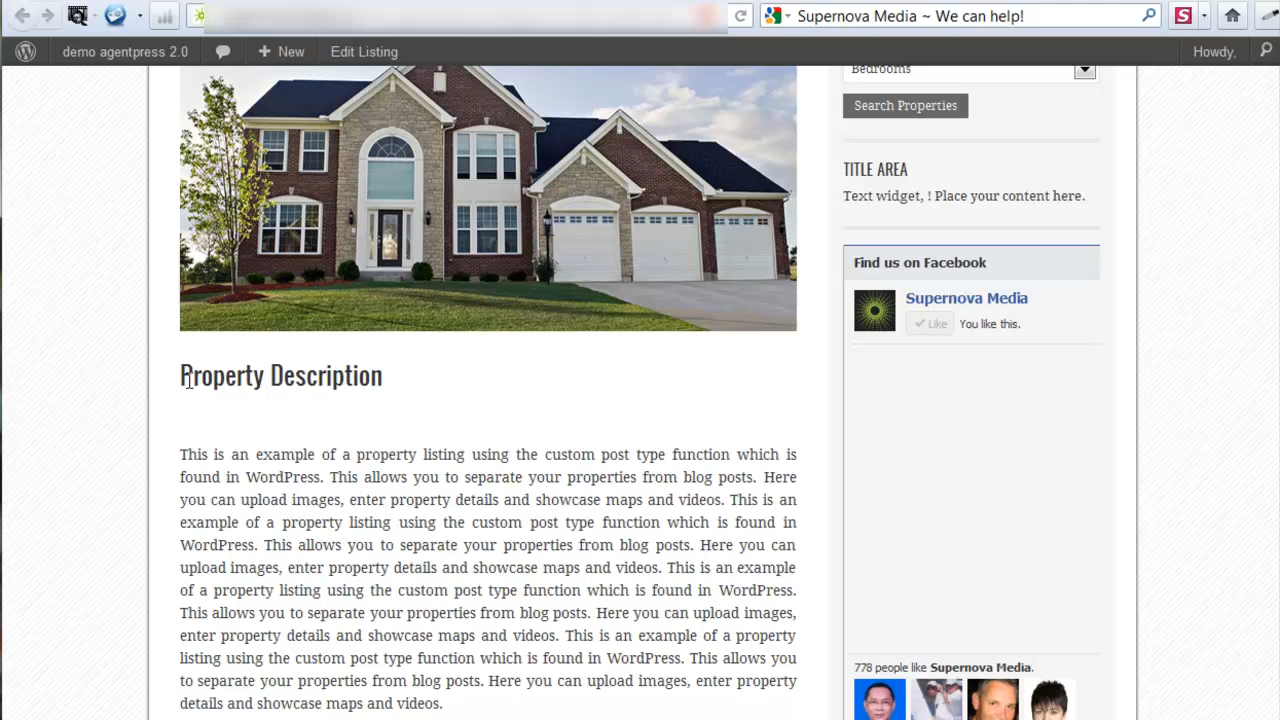 Supernova Media ~ We can help!
demo agentpress 2.0
New
Edit Listing
Howdy,
Bedrooms
Search Properties
TITLE AREA
Text widget, ! Place your content here.
Find us on Facebook
Supernova Media
Like
You like this.
Property Description
This is an example of a property listing using the custom post type function which is
found in WordPress. This allows you to separate your properties from blog posts. Here
you can upload images, enter property details and showcase maps and videos. This is an
example of a property listing using the custom post type function which is found in
WordPress. This allows you to separate your properties from blog posts. Here you can
upload images, enter property details and showcase maps and videos. This is an example
of a property listing using the custom post type function which is found in WordPress.
This allows you to separate your properties from blog posts. Here you can upload images,
enter property details and showcase maps and videos. This is an example of a property
listing using the custom post type function which is found in WordPress. This allows you
to separate your properties from blog posts. Here you can upload images, enter property
details and showcase maps and videos.
778 people like Supernova Media.